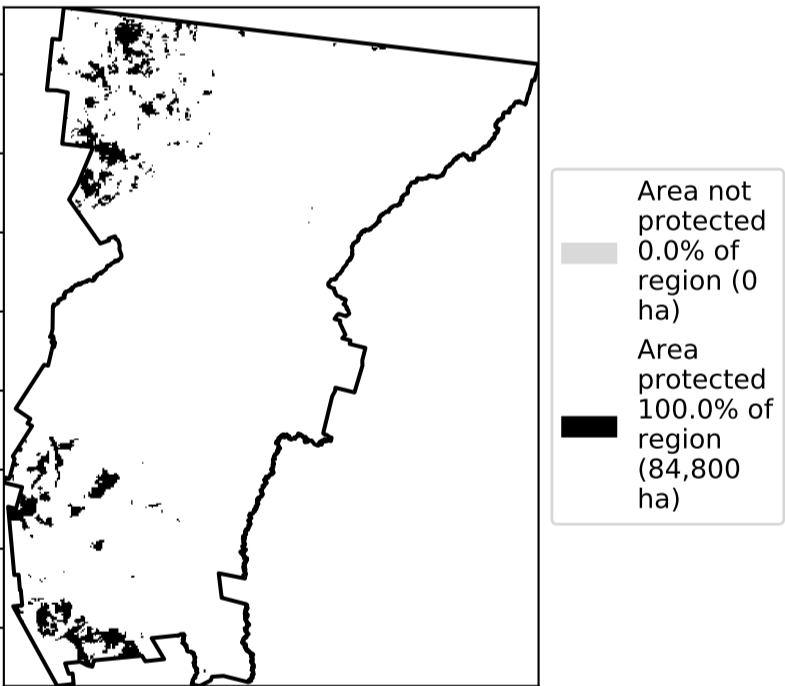 Area not
protected
0.0% of
region (0
ha)
Area
protected
100.0% of
region
(84,800
ha)